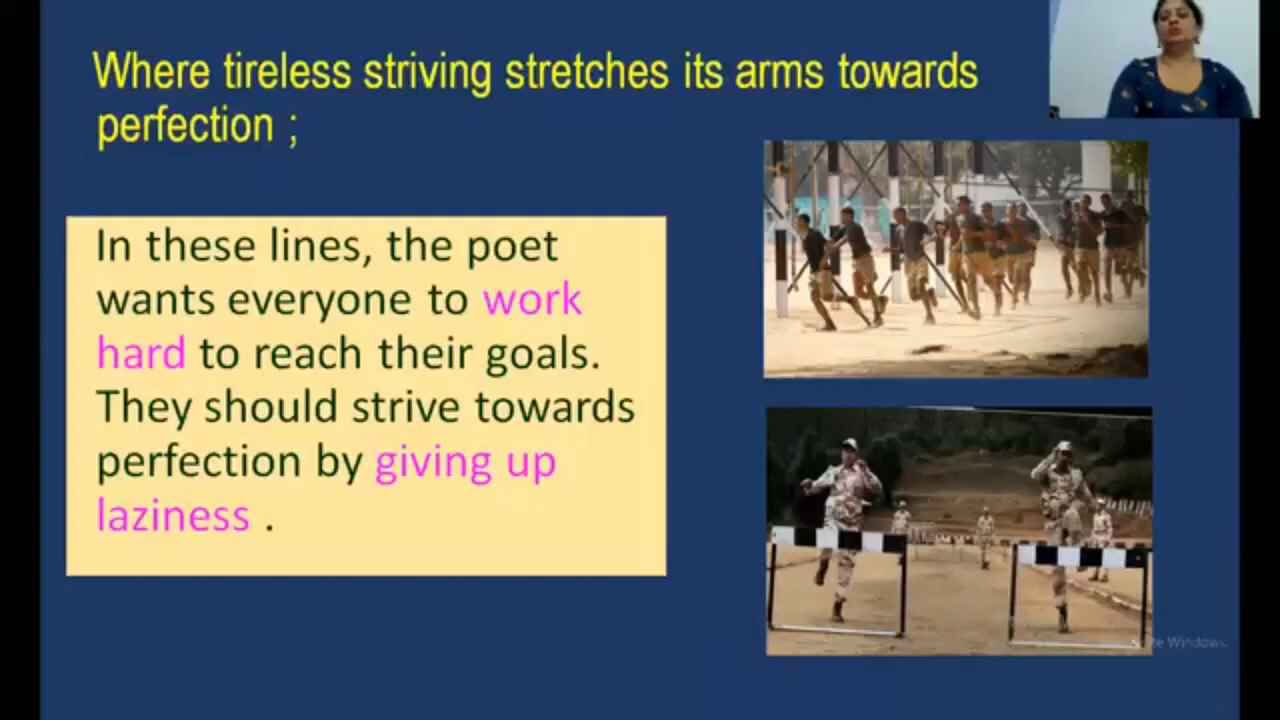 Where tireless striving stretches its arms towards
perfection ;
In these lines, the poet
wants everyone to work
hard to reach their goals.
They should strive towards
perfection by giving up
laziness .
Windows.